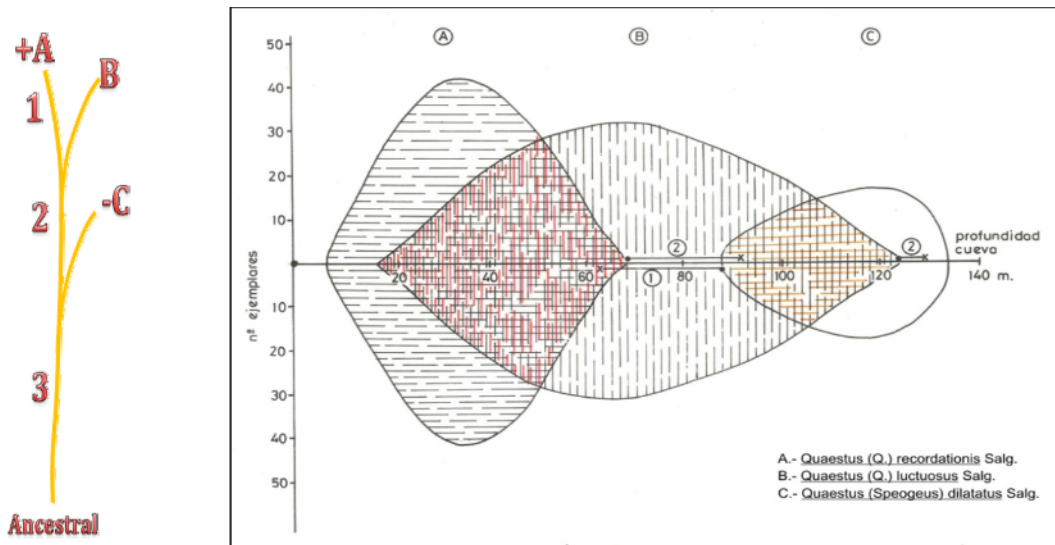 +A
B
1
-C
2
3
Ancestral
A
B
C
50
40
30
20
10
10
20
30
40
50
nº ejemplares
20
40
60
80
100
120
140 m.
2
1
2
profundidad
cueva
A.- Quaestus (Q.) recordationis Salg.
B.- Quaestus (Q.) luctuosus Salg.
C.- Quaestus (Speogeus) dilatatus Salg.